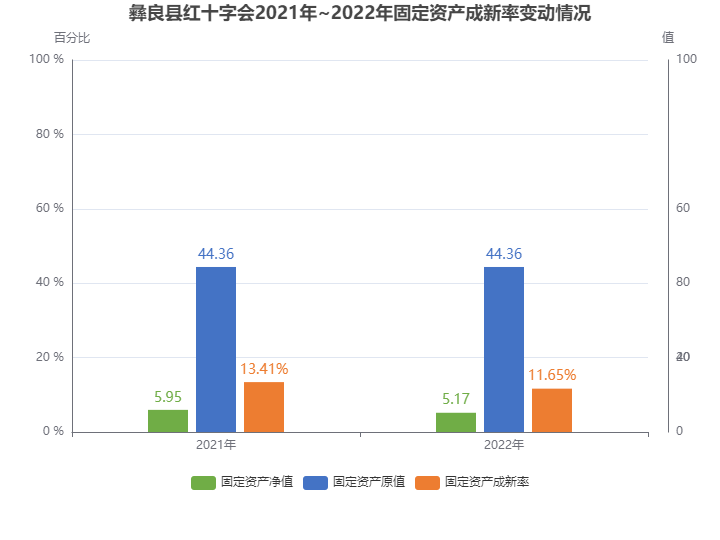 彝良县红十字会2021年~2022年固定资产成新率变动情况
百分比
值
100 %
100
80 %
60 %
60
40 %
80
20 %
0 %
0
44.36
44.36
13.41%
11.65%
5.95
5.17
2021年
2022年
固定资产净值
固定资产原值
固定资产成新率